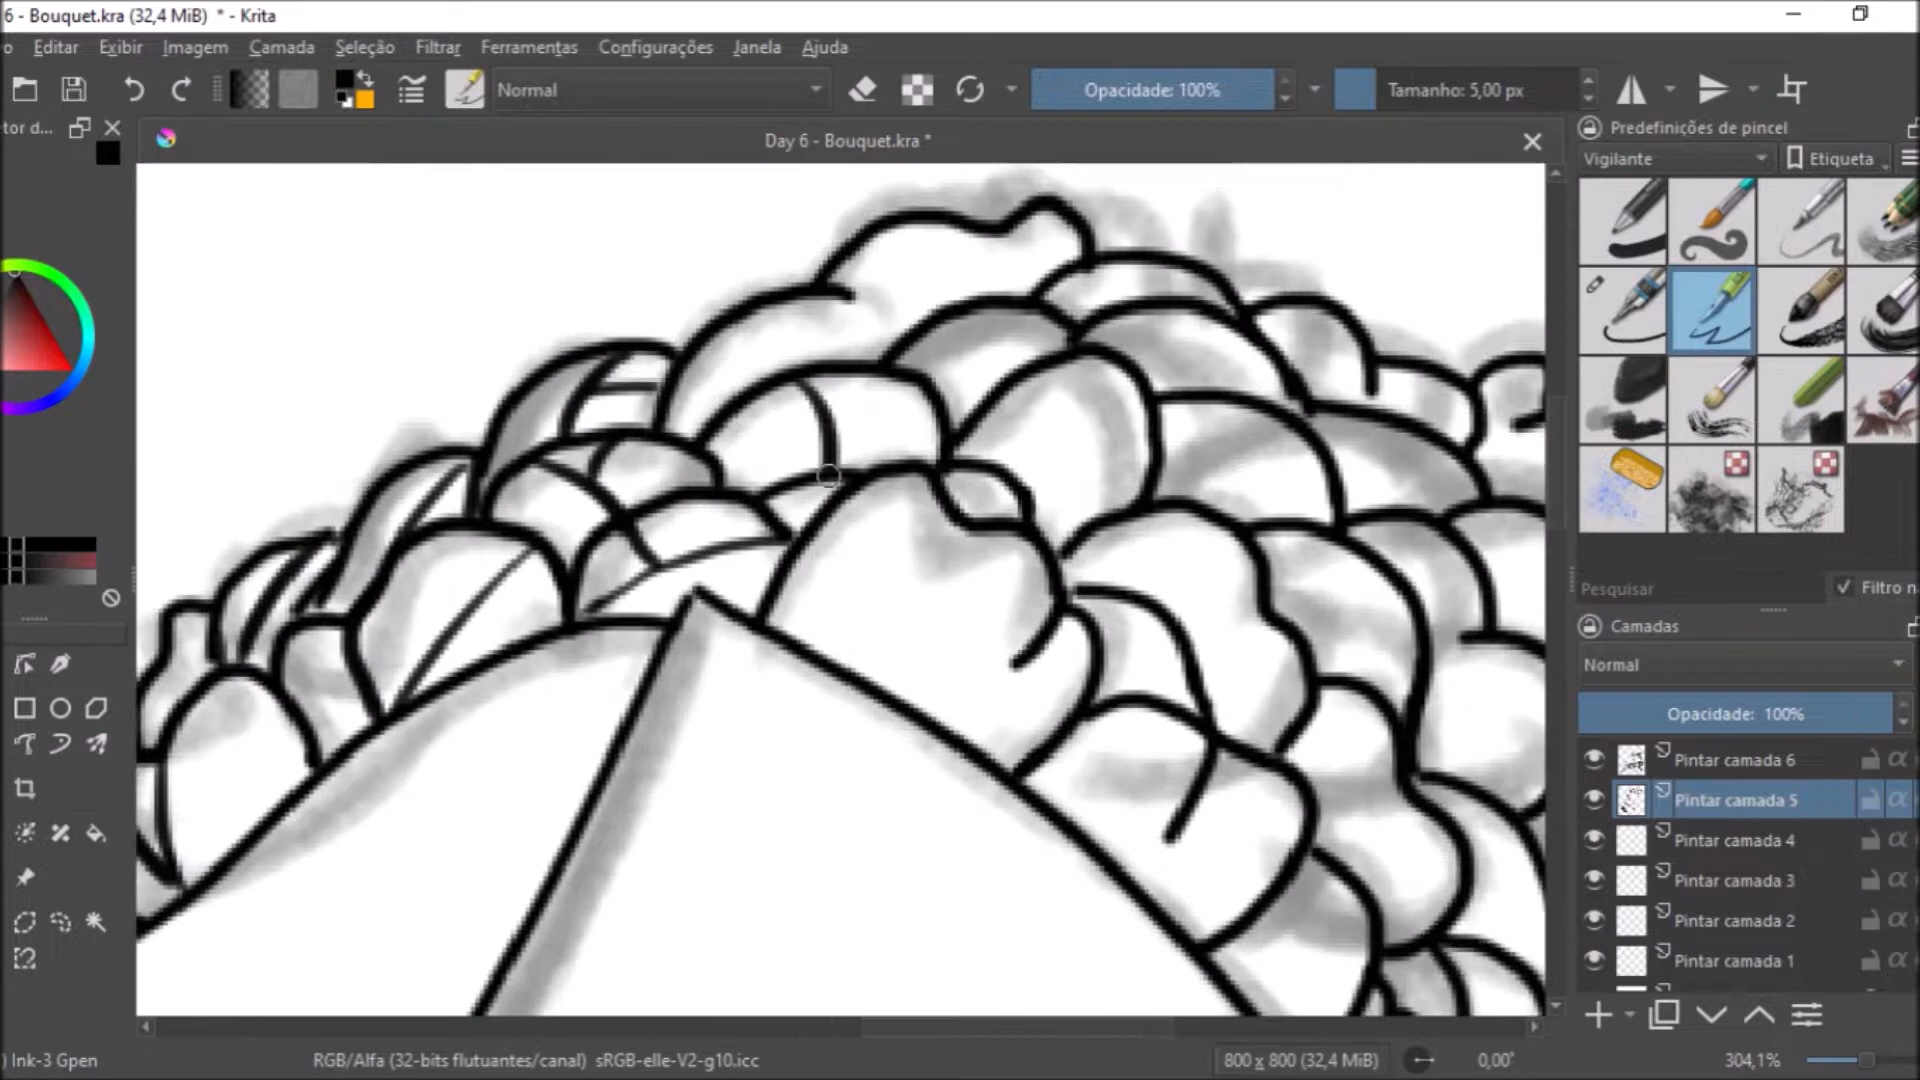 6 - Bouquet.kra (32,4 MiB) * - Krita
o Editar Exibir Imagem Camada Seleção Filtrar Ferramentas Configurações Janela Ajuda
Normal Opacidade: 100% Tamanho: 5,00 px
tor d...
Day 6 - Bouquet.kra *
Predefinições de pincel
Vigilante Etiqueta
Pesquisar Filtro n
Camadas
Normal
Opacidade: 100%
Pintar camada 6
Pintar camada 5
Pintar camada 4
Pintar camada 3
Pintar camada 2
Pintar camada 1
) Ink-3 Gpen RGB/Alfa (32-bits flutuantes/canal) sRGB-elle-V2-g10.icc 800 x 800 (32,4 MiB) 0,00° 304,1%